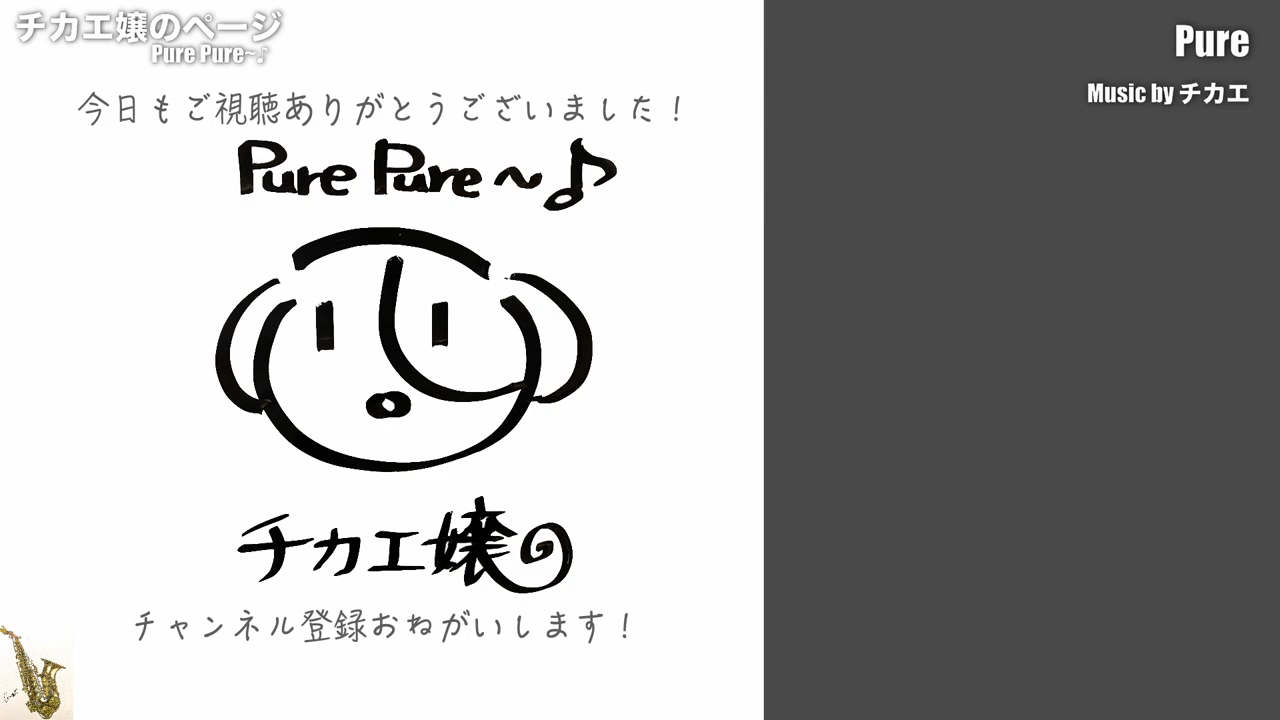 チカエ嬢のページ
Pure Pure~♪
今日もご視聴ありがとうございました！
Pure Pure~♪
チカエ嬢
チャンネル登録おねがいします！
Pure
Music by チカエ